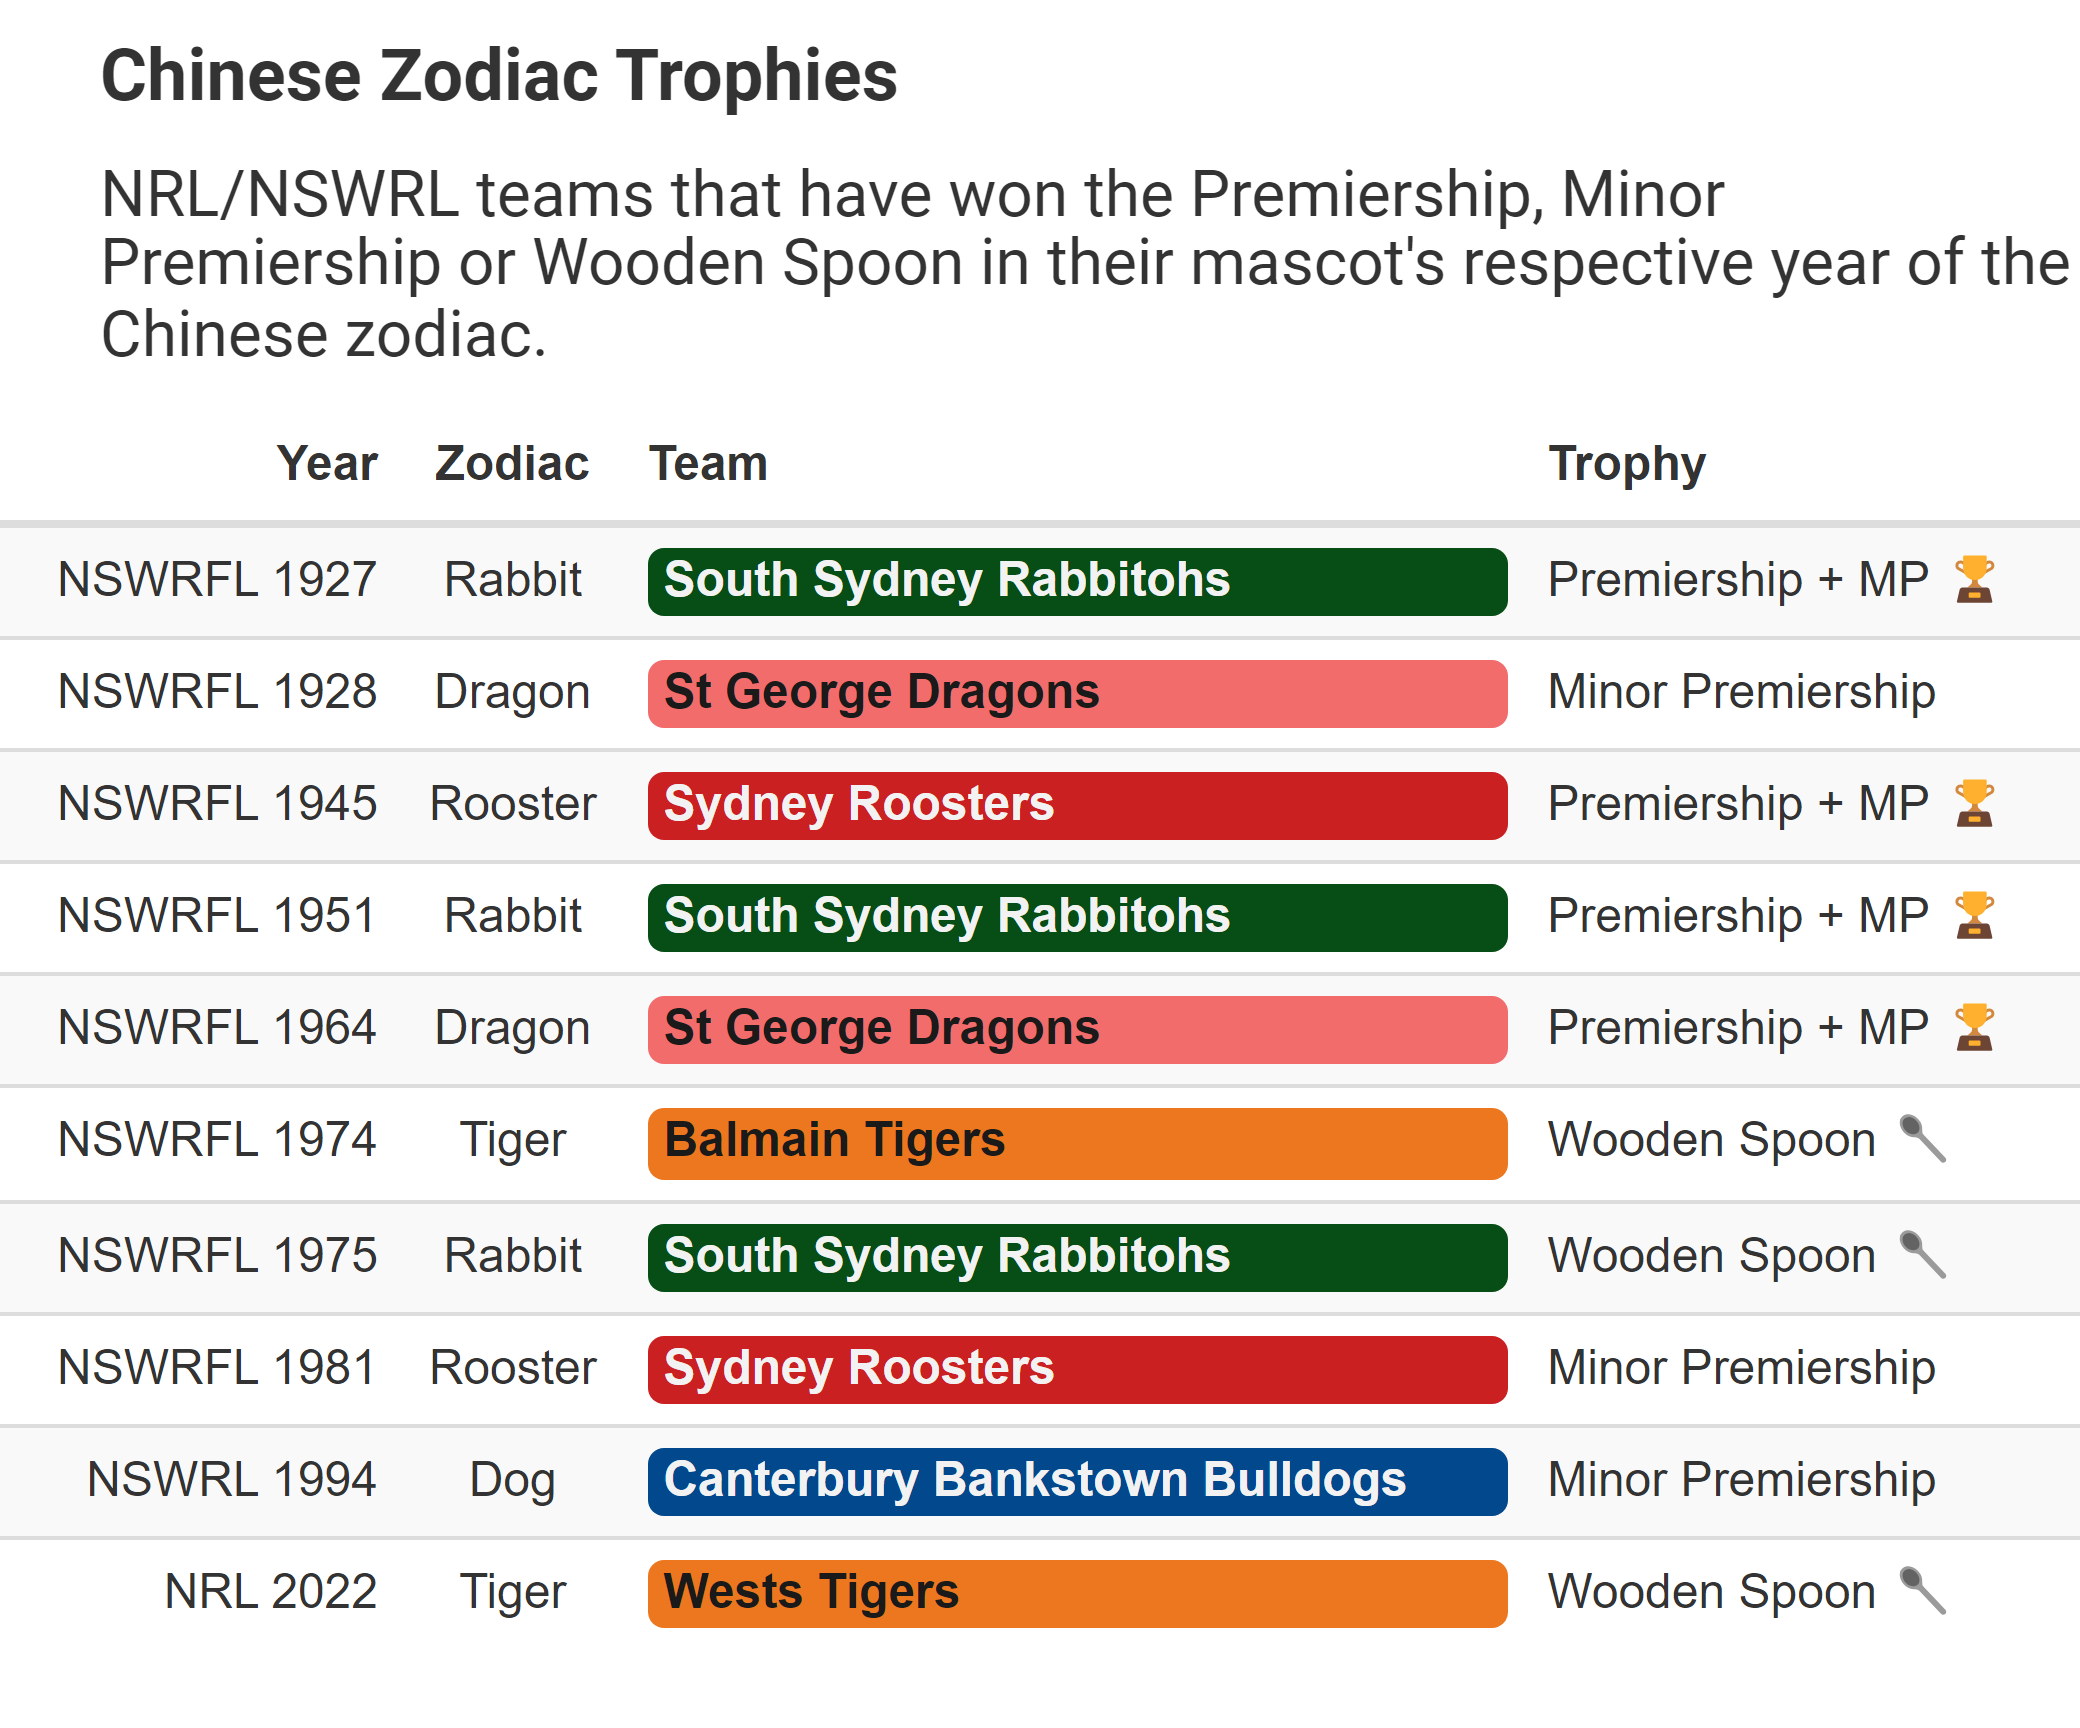 Chinese Zodiac Trophies
NRL/NSWRL teams that have won the Premiership, Minor
Premiership or Wooden Spoon in their mascot's respective year of the
Chinese zodiac.
Year Zodiac Team Trophy
NSWRFL 1927 Rabbit South Sydney Rabbitohs Premiership + MP 🏆
NSWRFL 1928 Dragon St George Dragons Minor Premiership
NSWRFL 1945 Rooster Sydney Roosters Premiership + MP 🏆
NSWRFL 1951 Rabbit South Sydney Rabbitohs Premiership + MP 🏆
NSWRFL 1964 Dragon St George Dragons Premiership + MP 🏆
NSWRFL 1974 Tiger Balmain Tigers Wooden Spoon 🥄
NSWRFL 1975 Rabbit South Sydney Rabbitohs Wooden Spoon 🥄
NSWRFL 1981 Rooster Sydney Roosters Minor Premiership
NSWRL 1994 Dog Canterbury Bankstown Bulldogs Minor Premiership
NRL 2022 Tiger Wests Tigers Wooden Spoon 🥄